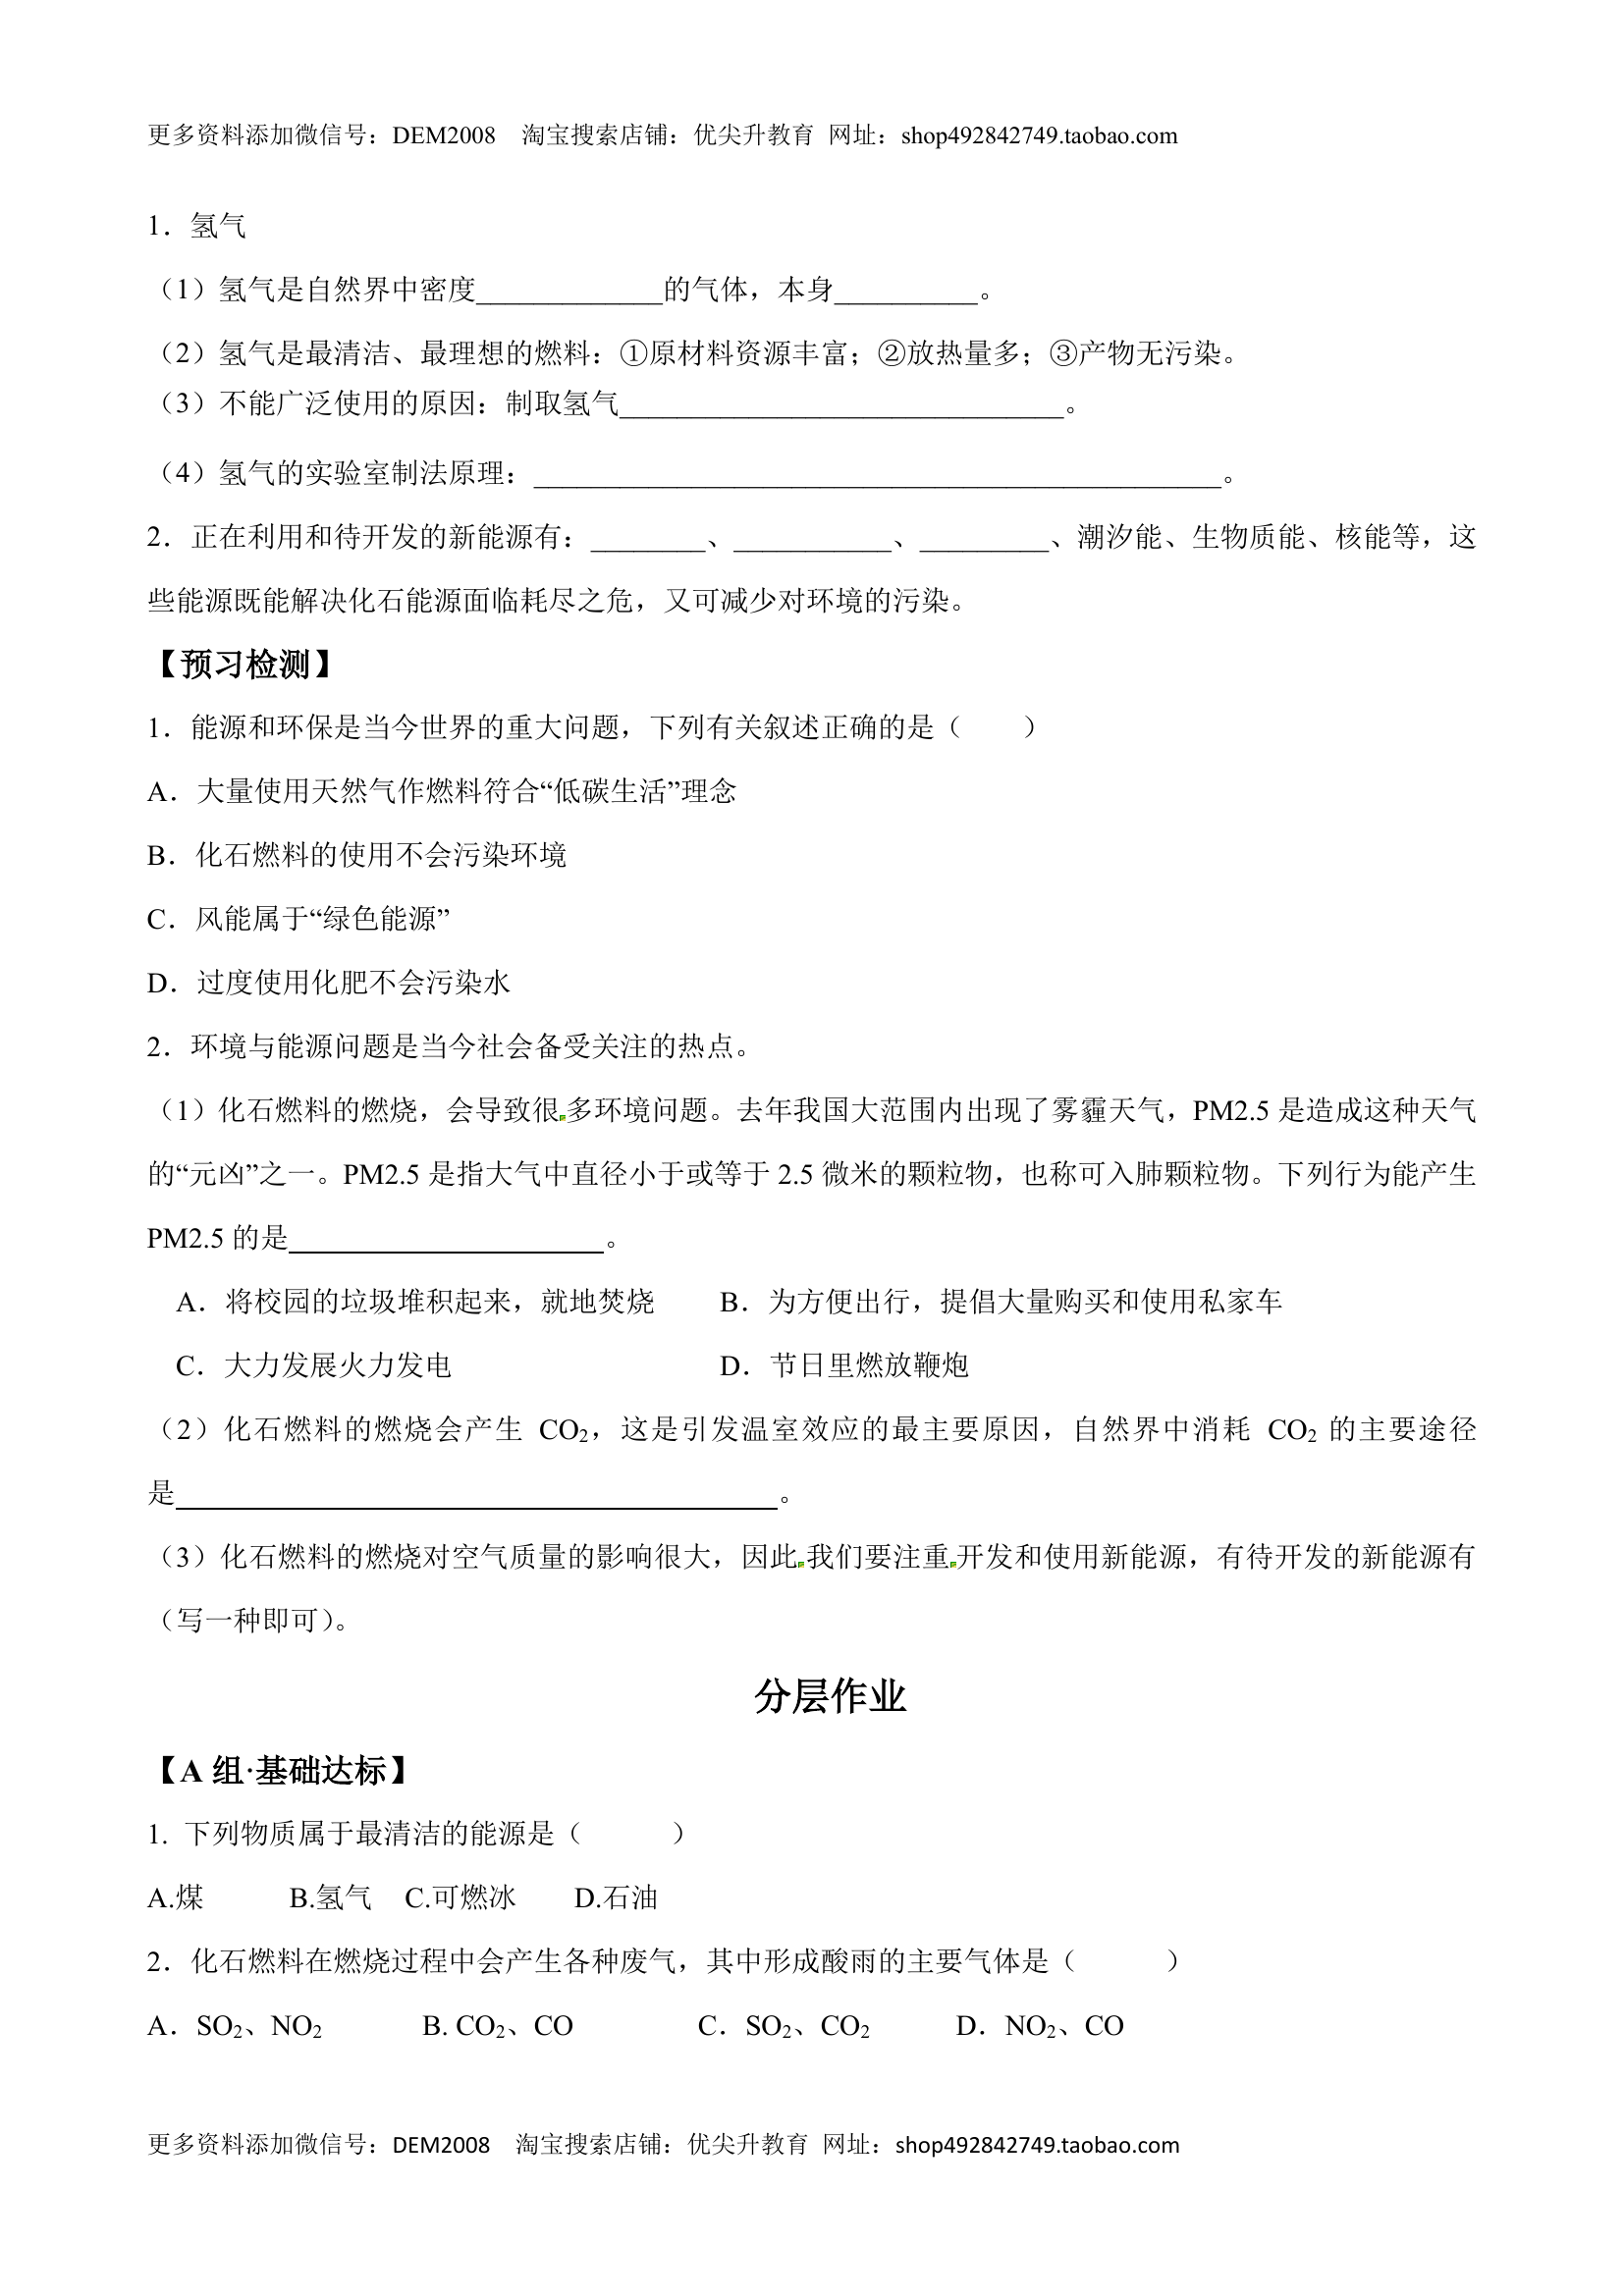 更多资料添加微信号：DEM2008 淘宝搜索店铺：优尖升教育 网址：shop492842749.taobao.com
1．氢气
（1）氢气是自然界中密度_____________的气体，本身__________。
（2）氢气是最清洁、最理想的燃料：①原材料资源丰富；②放热量多；③产物无污染。
（3）不能广泛使用的原因：制取氢气_______________________________。
（4）氢气的实验室制法原理：________________________________________________。
2．正在利用和待开发的新能源有：________、___________、_________、潮汐能、生物质能、核能等，这
些能源既能解决化石能源面临耗尽之危，又可减少对环境的污染。
【预习检测】
1．能源和环保是当今世界的重大问题，下列有关叙述正确的是（　　）
A．大量使用天然气作燃料符合“低碳生活”理念
B．化石燃料的使用不会污染环境
C．风能属于“绿色能源”
D．过度使用化肥不会污染水
2．环境与能源问题是当今社会备受关注的热点。
（1）化石燃料的燃烧，会导致很多环境问题。去年我国大范围内出现了雾霾天气，PM2.5 是造成这种天气
的“元凶”之一。PM2.5 是指大气中直径小于或等于 2.5 微米的颗粒物，也称可入肺颗粒物。下列行为能产生
PM2.5 的是______________________。
A．将校园的垃圾堆积起来，就地焚烧 B．为方便出行，提倡大量购买和使用私家车
C．大力发展火力发电 D．节日里燃放鞭炮
（2）化石燃料的燃烧会产生 CO₂，这是引发温室效应的最主要原因，自然界中消耗 CO₂ 的主要途径
是__________________________________________。
（3）化石燃料的燃烧对空气质量的影响很大，因此我们要注重开发和使用新能源，有待开发的新能源有
（写一种即可）。
分层作业
【A 组·基础达标】
1. 下列物质属于最清洁的能源是（　　　）
A.煤 B.氢气 C.可燃冰 D.石油
2．化石燃料在燃烧过程中会产生各种废气，其中形成酸雨的主要气体是（　　　）
A．SO₂、NO₂ B. CO₂、CO C．SO₂、CO₂ D．NO₂、CO
更多资料添加微信号：DEM2008 淘宝搜索店铺：优尖升教育 网址：shop492842749.taobao.com